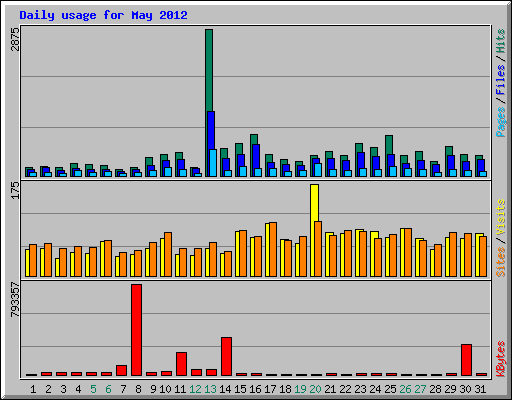 Daily usage for May 2012
2875
175
793357
Pages / Files / Hits
Sites / Visits
KBytes
1 2 3 4 5 6 7 8 9 10 11 12 13 14 15 16 17 18 19 20 21 22 23 24 25 26 27 28 29 30 31